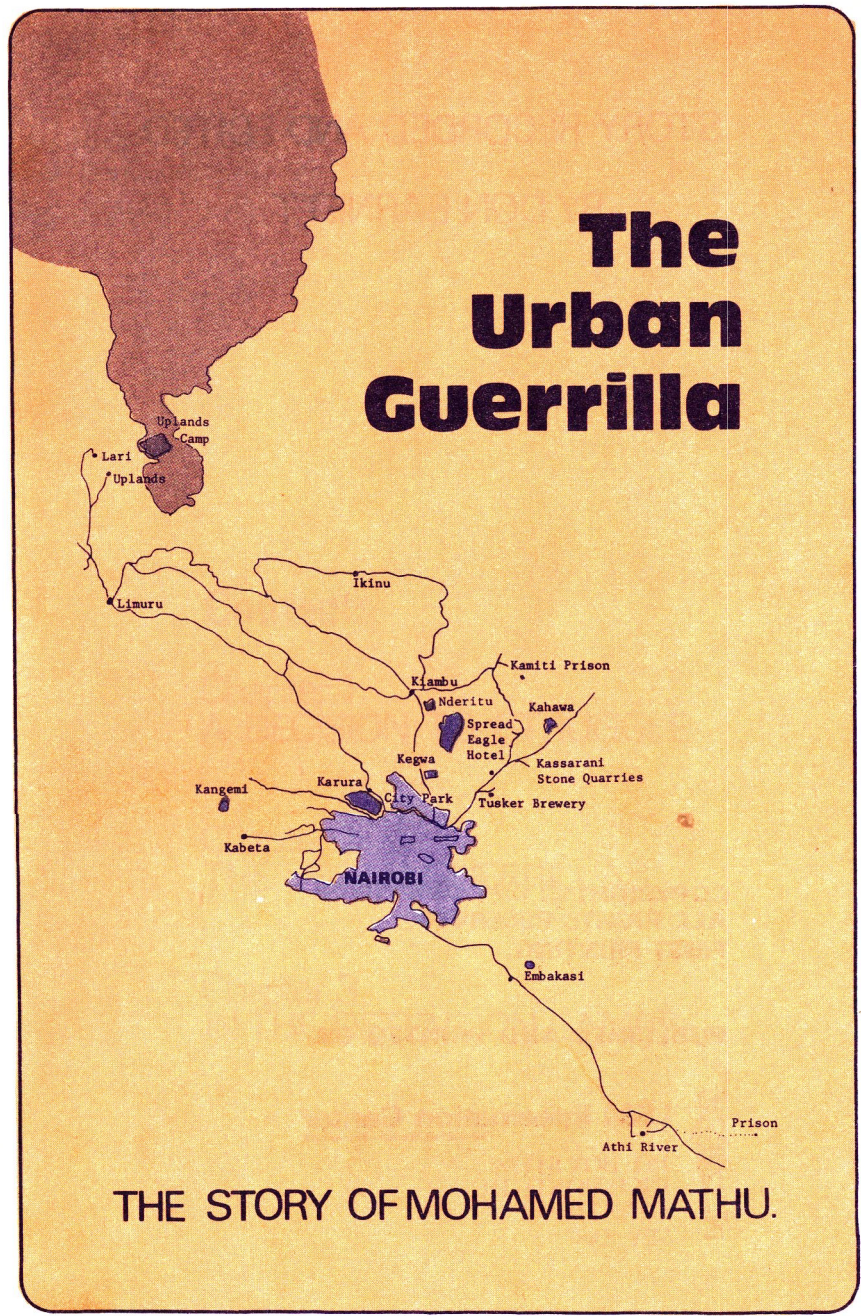 The
Urban
Guerrilla
Uplands
Camp
Lari
Uplands
Ikinu
Limuru
Kamiti Prison
Kiambu
Nderitu
Kahawa
Spread
Eagle
Hotel
Kegwa
Kassarani
Stone Quarries
Karura
Kangemi
City Park
Tusker Brewery
Kabeta
NAIROBI
Embakasi
Prison
Athi River
THE STORY OF MOHAMED MATHU.